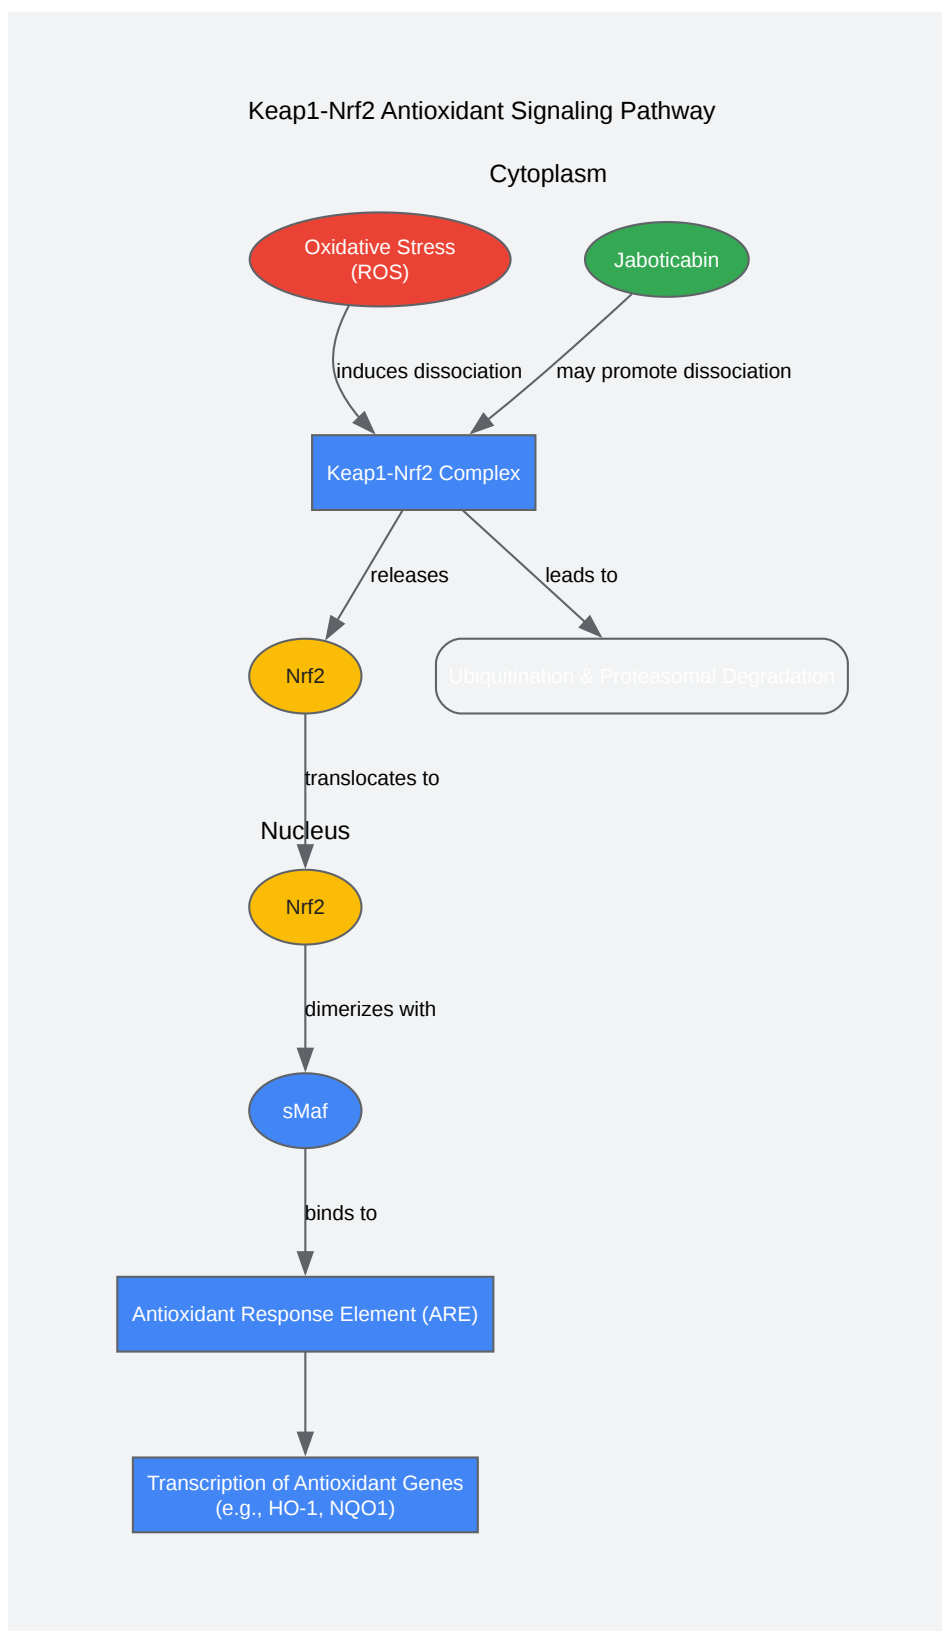 Keap1-Nrf2 Antioxidant Signaling Pathway
Cytoplasm
Oxidative Stress
(ROS)
Jaboticabin
induces dissociation
may promote dissociation
Keap1-Nrf2 Complex
releases
leads to
Nrf2
Ubiquitination & Proteasomal Degradation
translocates to
Nucleus
Nrf2
dimerizes with
sMaf
binds to
Antioxidant Response Element (ARE)
Transcription of Antioxidant Genes
(e.g., HO-1, NQO1)